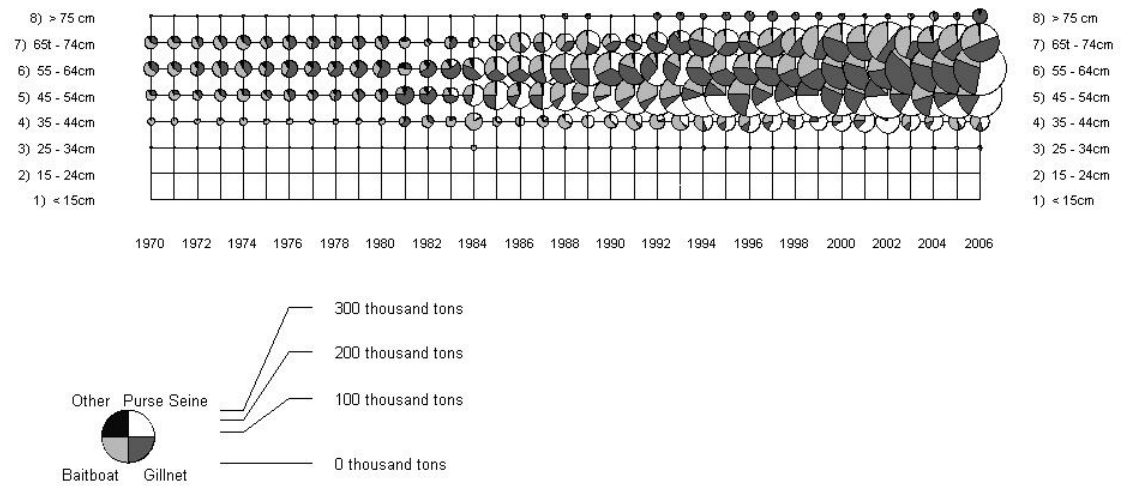 8) > 75 cm 8) > 75 cm
7) 65t - 74cm 7) 65t - 74cm
6) 55 - 64cm 6) 55 - 64cm
5) 45 - 54cm 5) 45 - 54cm
4) 35 - 44cm 4) 35 - 44cm
3) 25 - 34cm 3) 25 - 34cm
2) 15 - 24cm 2) 15 - 24cm
1) < 15cm 1) < 15cm
1970 1972 1974 1976 1978 1980 1982 1984 1986 1988 1990 1992 1994 1996 1998 2000 2002 2004 2006
300 thousand tons
200 thousand tons
Other Purse Seine 100 thousand tons
Baitboat Gillnet 0 thousand tons